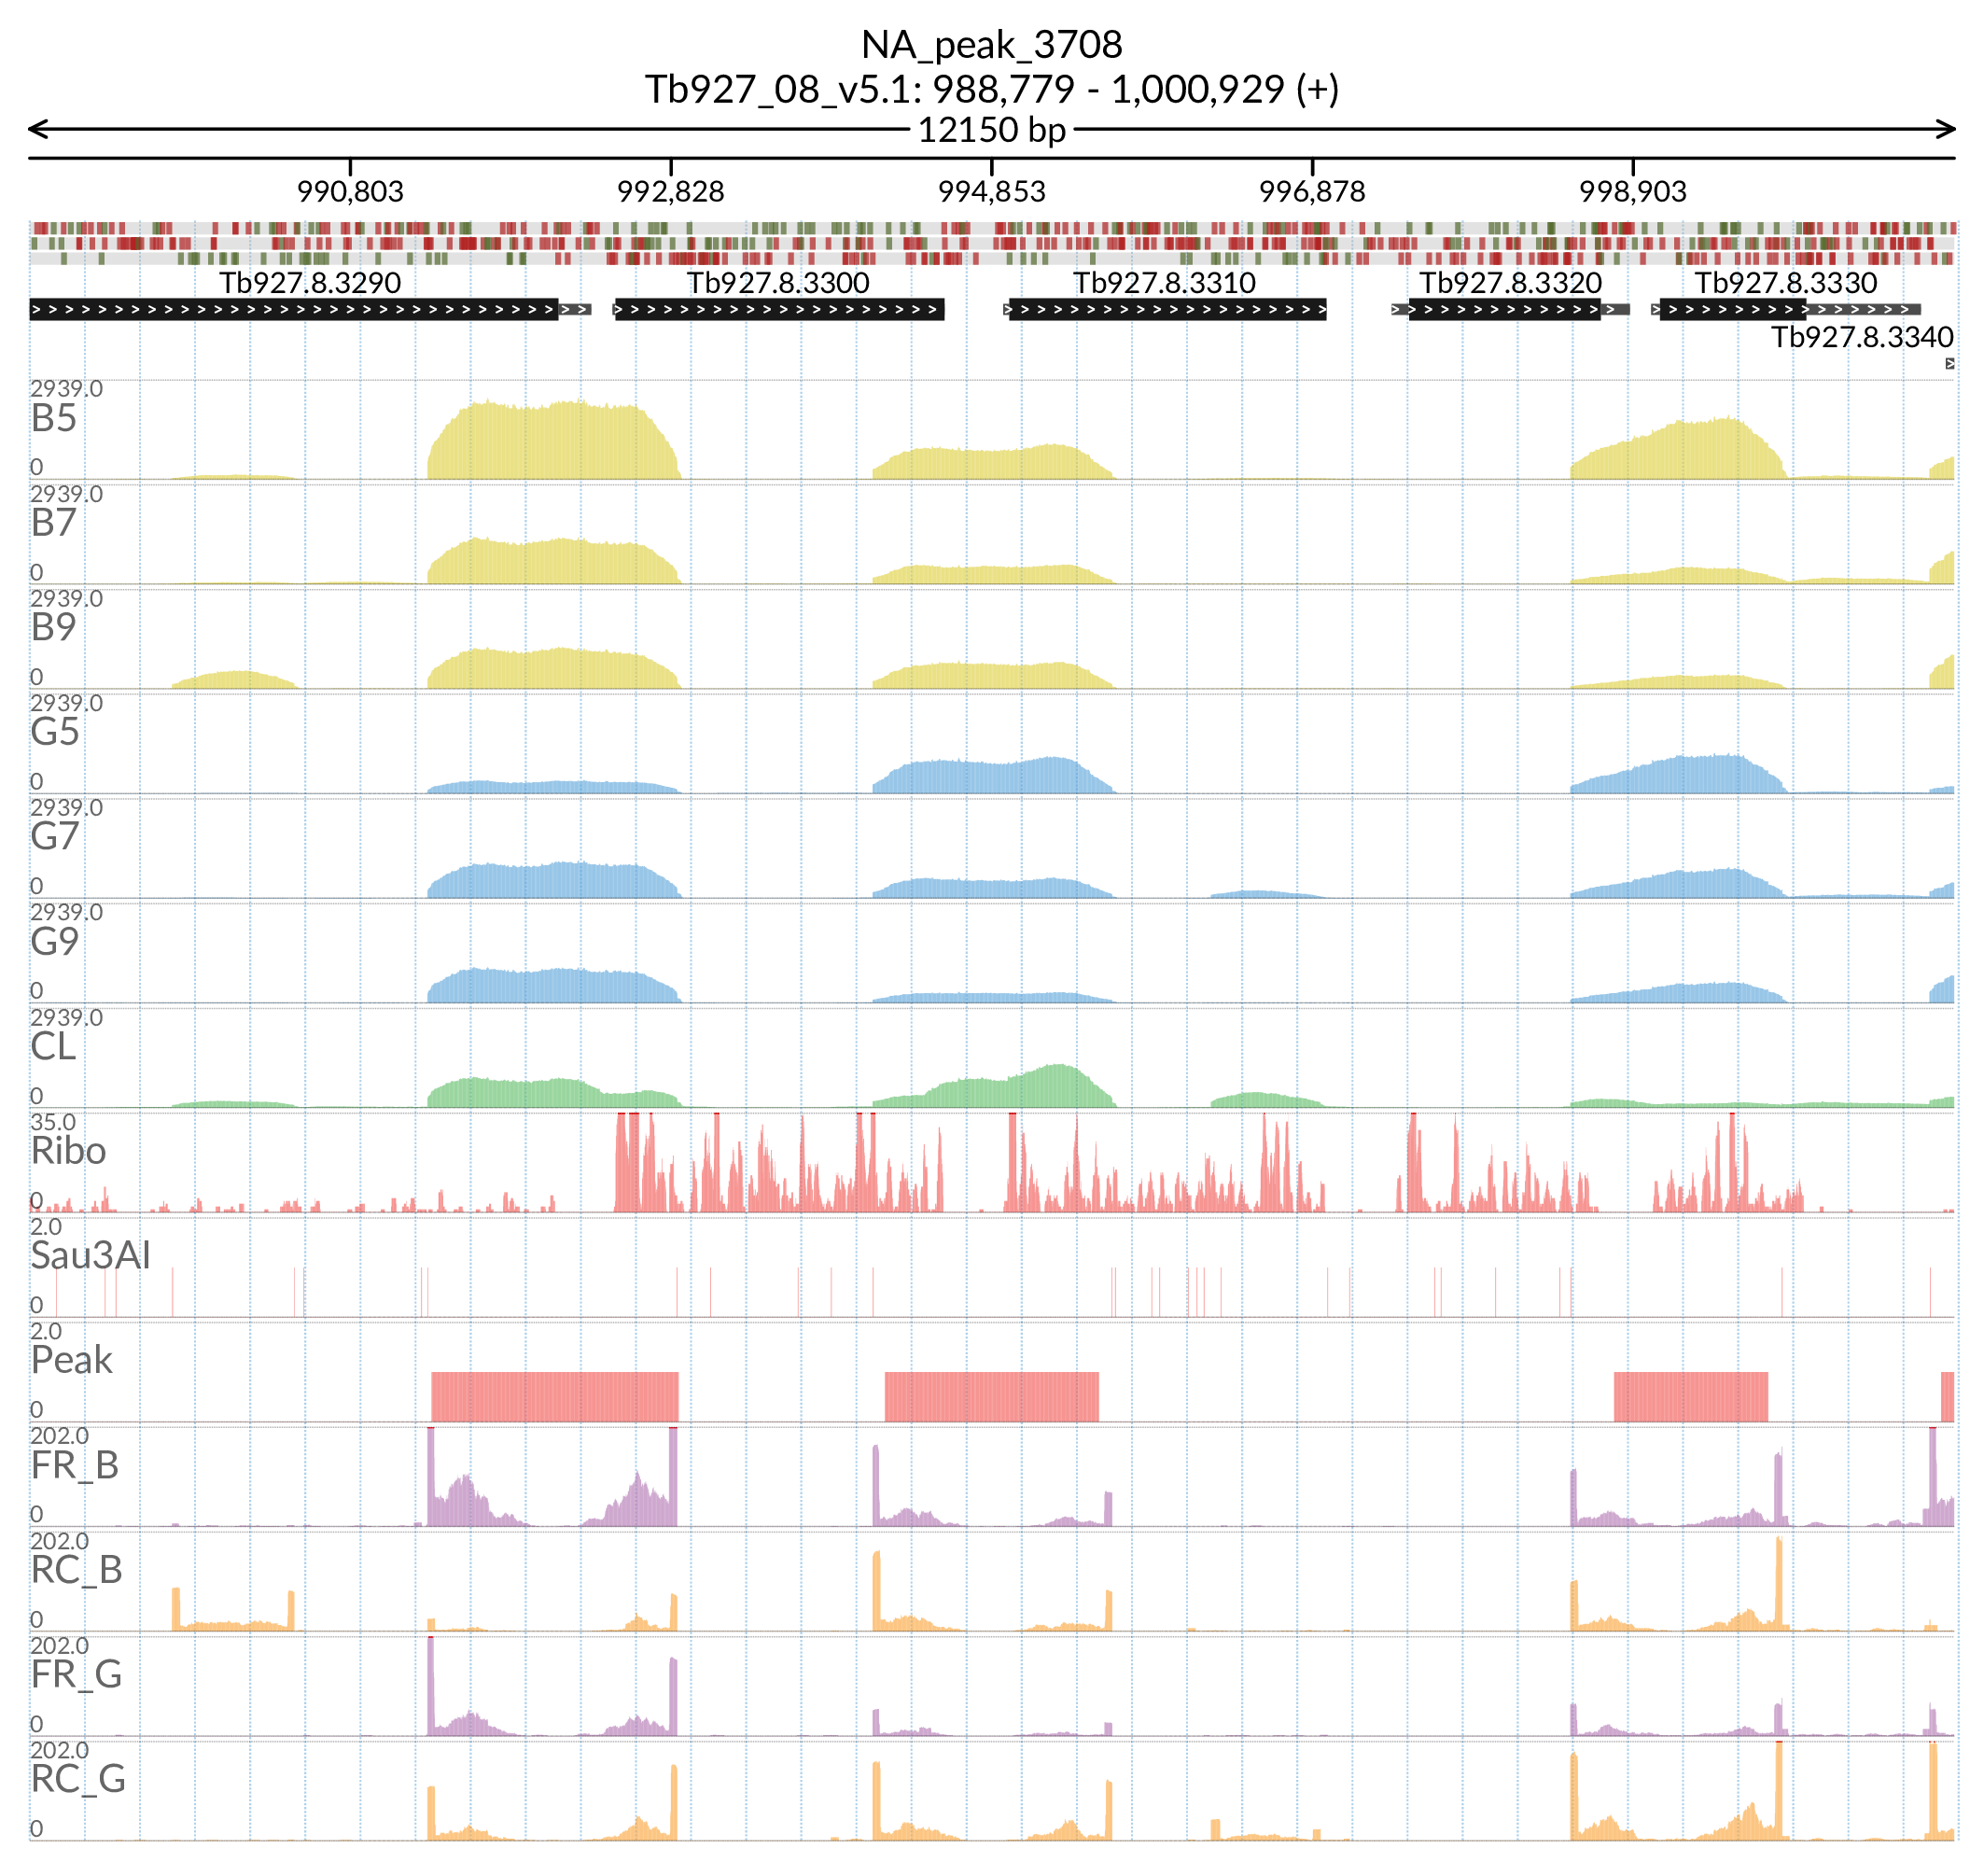 NA_peak_3708
Tb927_08_v5.1: 988,779 - 1,000,929 (+)
12150 bp
990,803 992,828 994,853 996,878 998,903
Tb927.8.3290 Tb927.8.3300 Tb927.8.3310 Tb927.8.3320 Tb927.8.3330
Tb927.8.3340
2939.0
B5
0
2939.0
B7
0
2939.0
B9
0
2939.0
G5
0
2939.0
G7
0
2939.0
G9
0
2939.0
CL
0
35.0
Ribo
0
2.0
Sau3AI
0
2.0
Peak
0
202.0
FR_B
0
202.0
RC_B
0
202.0
FR_G
0
202.0
RC_G
0